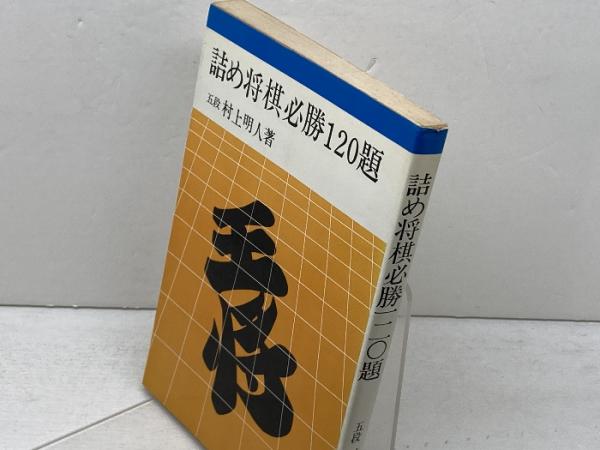 詰め将棋必勝120題
五段 村上明人著
王将
詰め将棋必勝一二〇題
五段